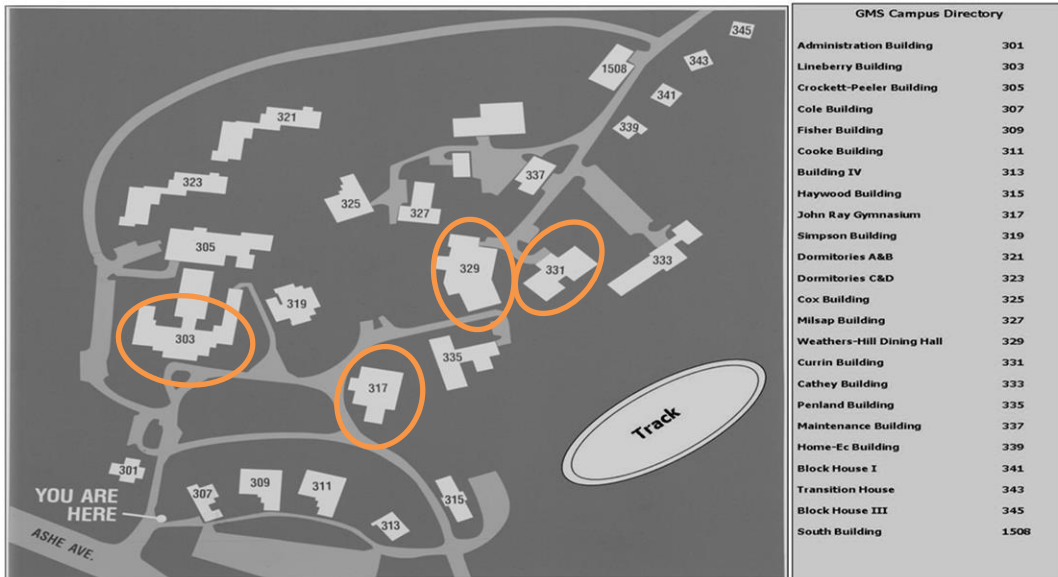 345
343
1508
341
339
321
337
323
325
327
305
329
331
333
319
303
335
317
Track
301
YOU ARE
HERE
307
309
311
315
313
ASHE AVE.
GMS Campus Directory
Administration Building 301
Lineberry Building 303
Crockett-Peeler Building 305
Cole Building 307
Fisher Building 309
Cooke Building 311
Building IV 313
Haywood Building 315
John Ray Gymnasium 317
Simpson Building 319
Dormitories A&B 321
Dormitories C&D 323
Cox Building 325
Milsap Building 327
Weathers-Hill Dining Hall 329
Currin Building 331
Cathey Building 333
Penland Building 335
Maintenance Building 337
Home-Ec Building 339
Block House I 341
Transition House 343
Block House III 345
South Building 1508